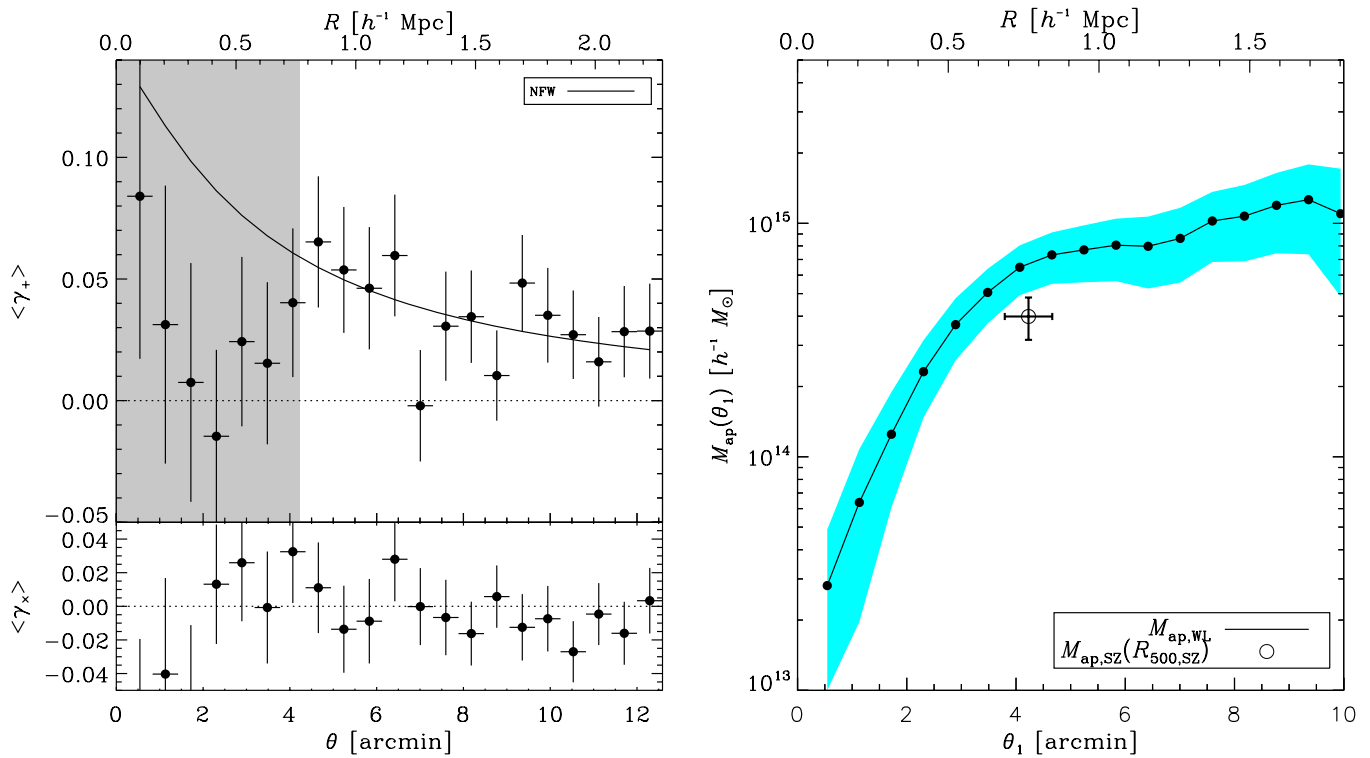 R [h⁻¹ Mpc]
0.0 0.5 1.0 1.5 2.0
NFW
0.10
0.05
0.00
−0.05
<γ₊>
0.04
0.02
0.00
−0.02
−0.04
<γₓ>
0 2 4 6 8 10 12
θ [arcmin]
R [h⁻¹ Mpc]
0.0 0.5 1.0 1.5
10¹⁵
10¹⁴
10¹³
M_ap(θ₁) [h⁻¹ M_⊙]
M_ap,WL
M_ap,SZ(R_500,SZ)
0 2 4 6 8 10
θ₁ [arcmin]